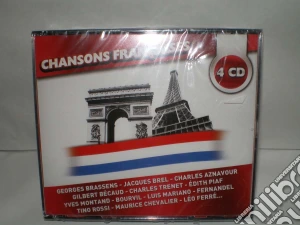 CHANSONS FRANÇAISES
4 CD
GEORGES BRASSENS - JACQUES BREL - CHARLES AZNAVOUR
GILBERT BÉCAUD - CHARLES TRENET - ÉDITH PIAF
YVES MONTAND - BOURVIL - LUIS MARIANO - FERNANDEL
TINO ROSSI - MAURICE CHEVALIER - LÉO FERRÉ...